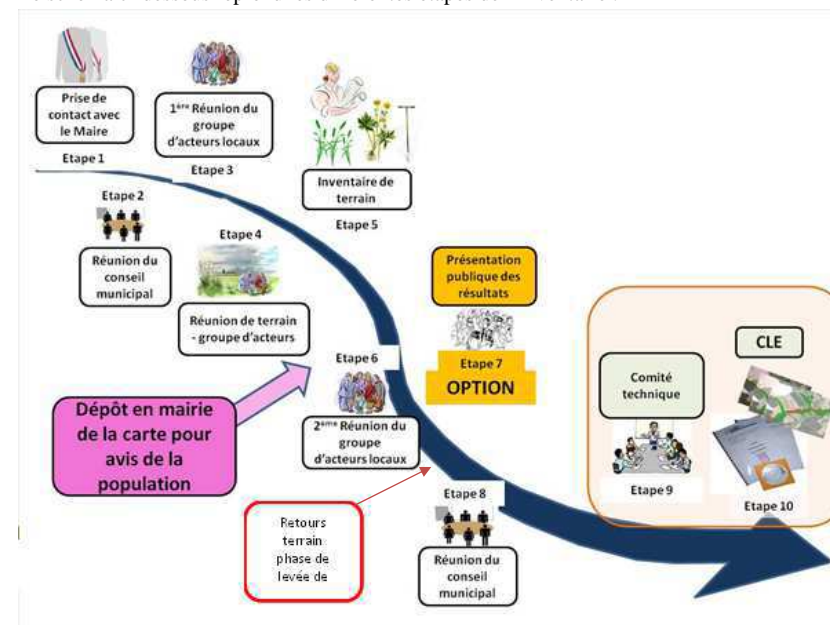 Prise de
contact avec
le Maire
Etape 1
1ère Réunion du
groupe
d'acteurs locaux
Etape 3
Inventaire de
terrain
Etape 5
Etape 2
Réunion du
conseil
municipal
Etape 4
Réunion de terrain
- groupe d'acteurs
Présentation
publique des
résultats
Etape 7
OPTION
Dépôt en mairie
de la carte pour
avis de la
population
Etape 6
2ème Réunion du
groupe
d'acteurs locaux
Retours
terrain
phase de
levée de
Etape 8
Réunion du
conseil
municipal
Comité
technique
Etape 9
CLE
Etape 10